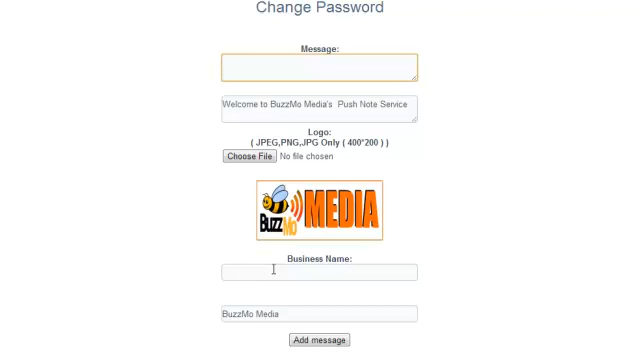 Change Password
Message:
Welcome to BuzzMo Media's Push Note Service
Logo:
( JPEG,PNG,JPG Only ( 400*200 ) )
Choose File No file chosen
BuzzMo MEDIA
Business Name:
BuzzMo Media
Add message